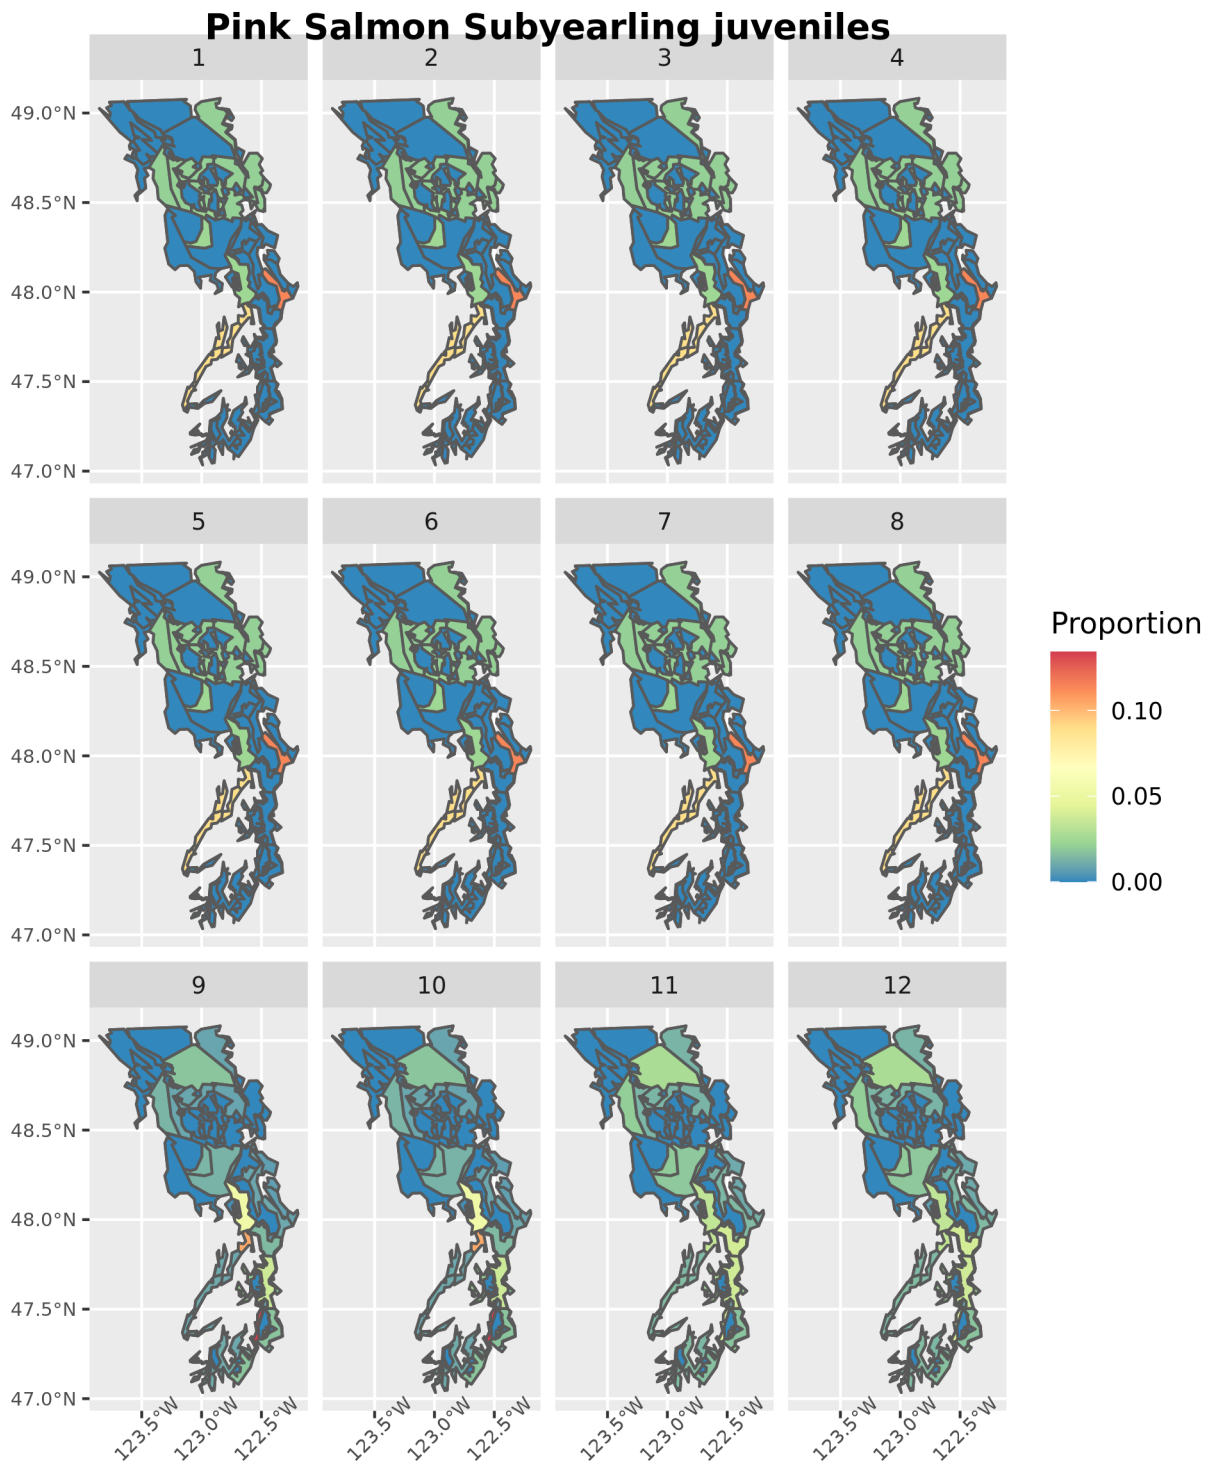 Pink Salmon Subyearling juveniles
1 2 3 4
49.0°N
48.5°N
48.0°N
47.5°N
47.0°N
5 6 7 8
49.0°N
48.5°N
48.0°N
47.5°N
47.0°N
Proportion
0.10
0.05
0.00
9 10 11 12
49.0°N
48.5°N
48.0°N
47.5°N
47.0°N
123.5°W 123.0°W 122.5°W 123.5°W 123.0°W 122.5°W 123.5°W 123.0°W 122.5°W 123.5°W 123.0°W 122.5°W